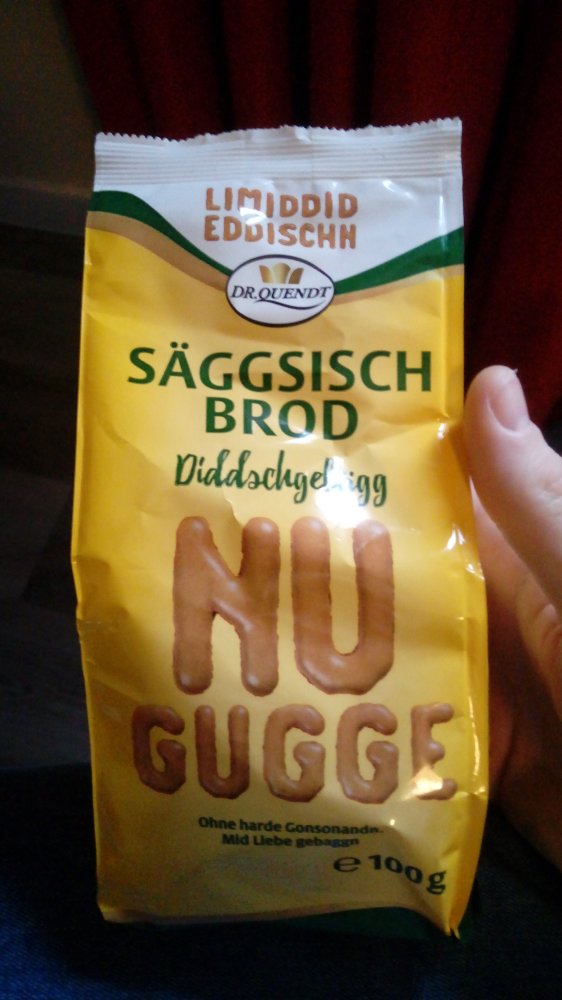 LIMIDDID
EDDISCHN
DR. QUENDT
SÄGGSISCH
BROD
Diddschgebägg
NU
GUGGE
Ohne harde Gonsonandn.
Mid Liebe gebaggn
e 100 g